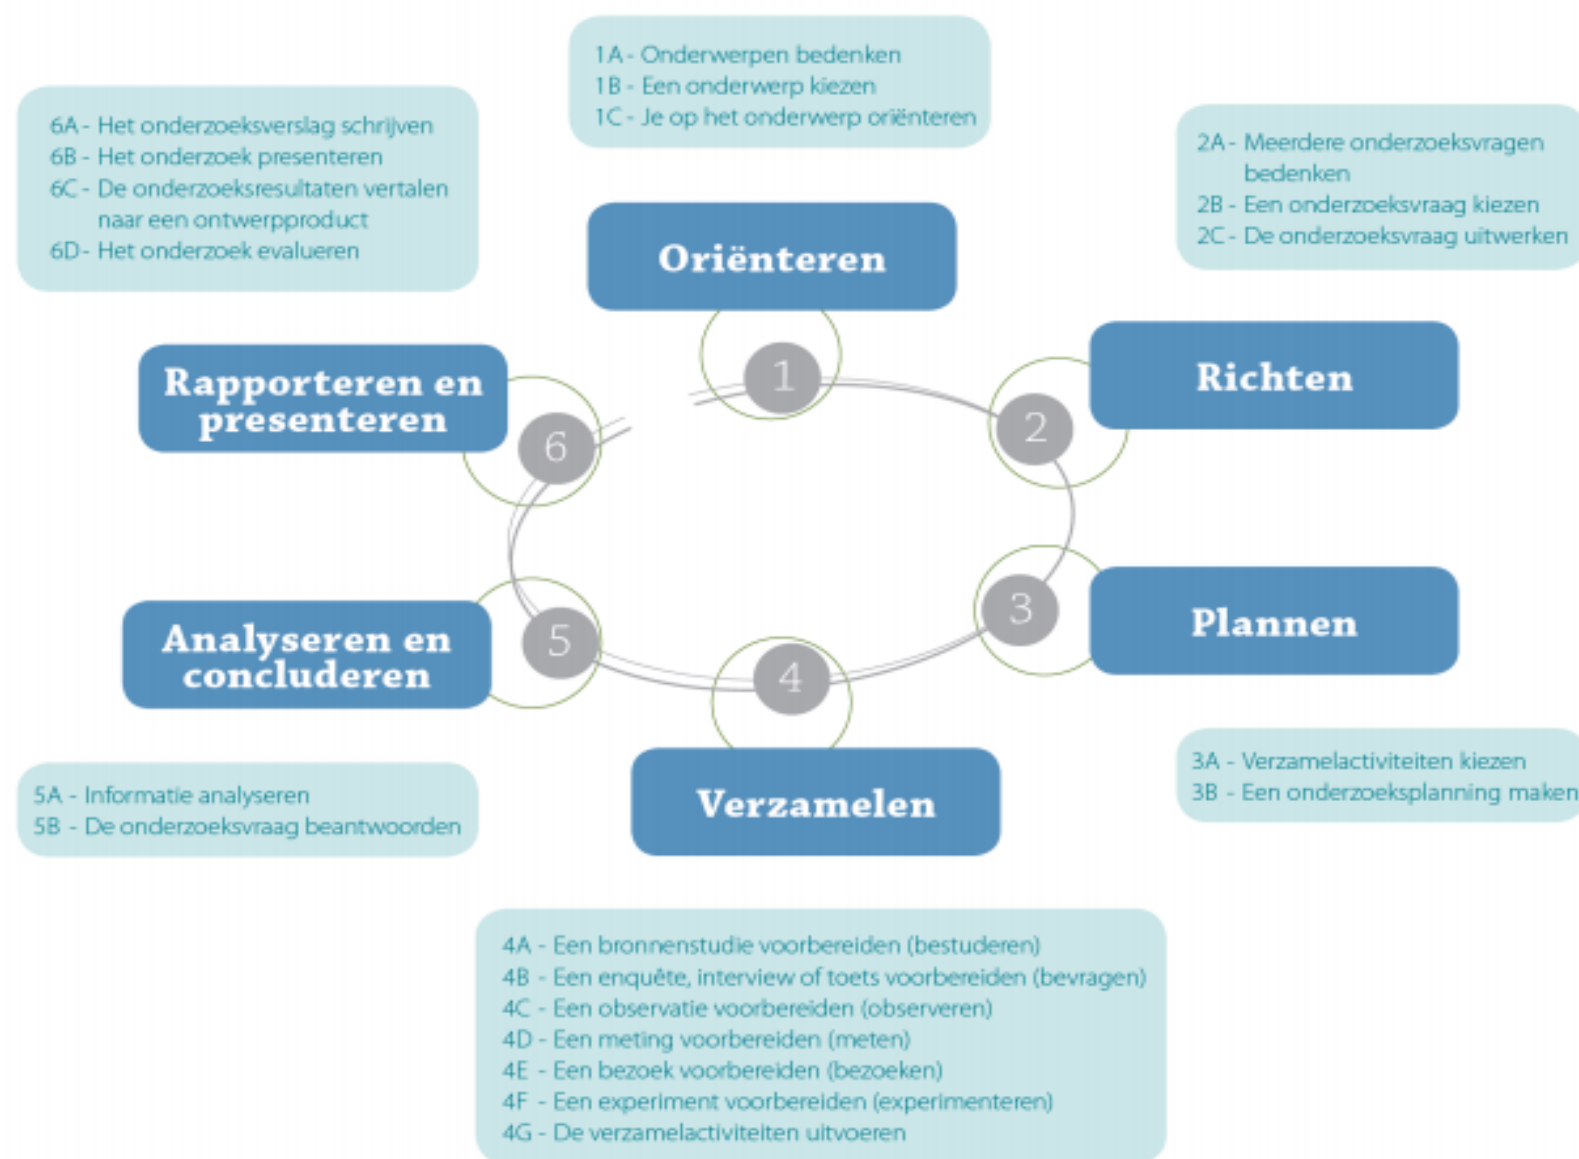 1A - Onderwerpen bedenken
1B - Een onderwerp kiezen
1C - Je op het onderwerp oriënteren
Oriënteren
1
2A - Meerdere onderzoeksvragen
bedenken
2B - Een onderzoeksvraag kiezen
2C - De onderzoeksvraag uitwerken
Richten
2
Plannen
3
3A - Verzamelactiviteiten kiezen
3B - Een onderzoeksplanning maken
4
Verzamelen
4A - Een bronnenstudie voorbereiden (bestuderen)
4B - Een enquête, interview of toets voorbereiden (bevragen)
4C - Een observatie voorbereiden (observeren)
4D - Een meting voorbereiden (meten)
4E - Een bezoek voorbereiden (bezoeken)
4F - Een experiment voorbereiden (experimenteren)
4G - De verzamelactiviteiten uitvoeren
5
Analyseren en
concluderen
5A - Informatie analyseren
5B - De onderzoeksvraag beantwoorden
6
Rapporteren en
presenteren
6A - Het onderzoeksverslag schrijven
6B - Het onderzoek presenteren
6C - De onderzoeksresultaten vertalen
naar een ontwerpproduct
6D - Het onderzoek evalueren